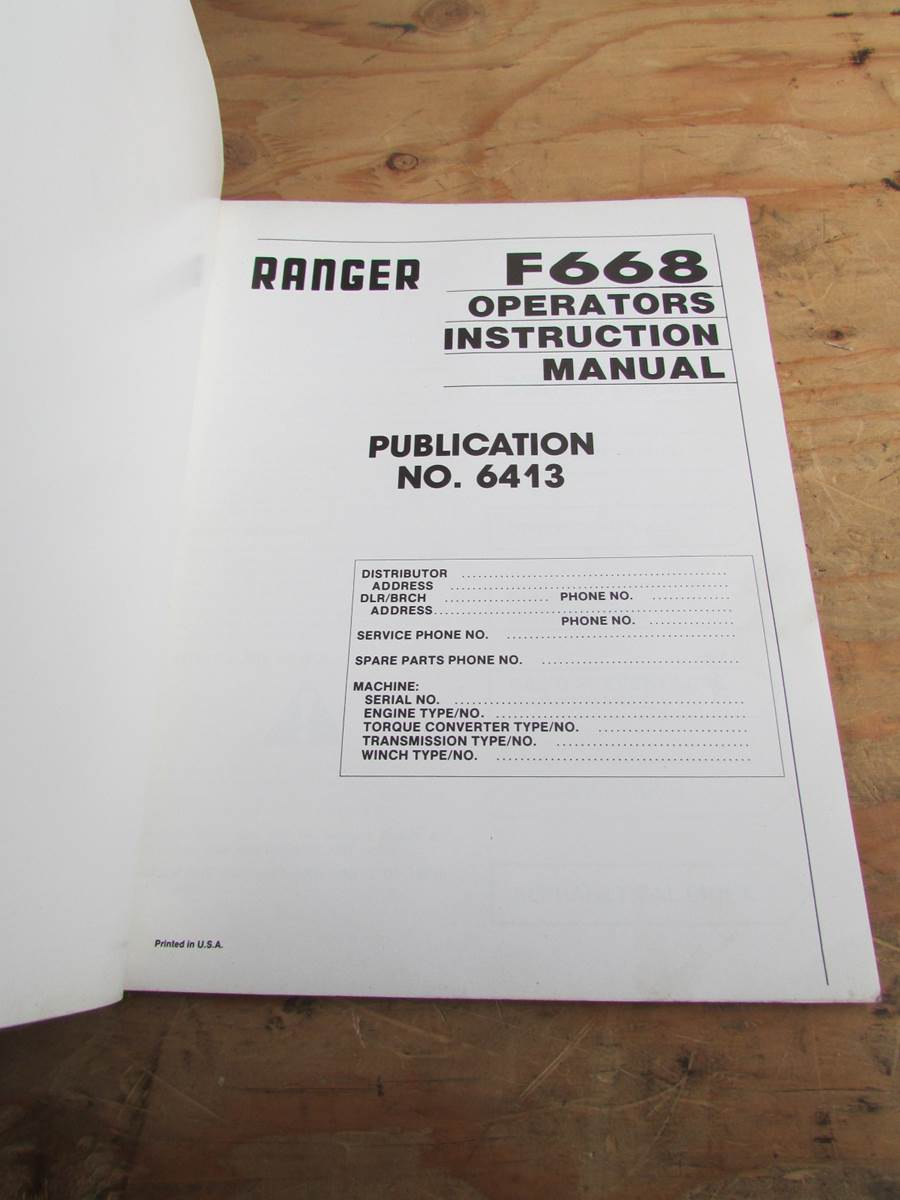 RANGER F668
OPERATORS
INSTRUCTION
MANUAL
PUBLICATION
NO. 6413
DISTRIBUTOR ........................................
ADDRESS ........................................
DLR/BRCH ............... PHONE NO. ............
ADDRESS........................................
PHONE NO. .............
SERVICE PHONE NO. ..................................
SPARE PARTS PHONE NO. ..............................
MACHINE:
SERIAL NO. ........................................
ENGINE TYPE/NO. ...................................
TORQUE CONVERTER TYPE/NO. ......................
TRANSMISSION TYPE/NO. ............................
WINCH TYPE/NO. ....................................
Printed in U.S.A.